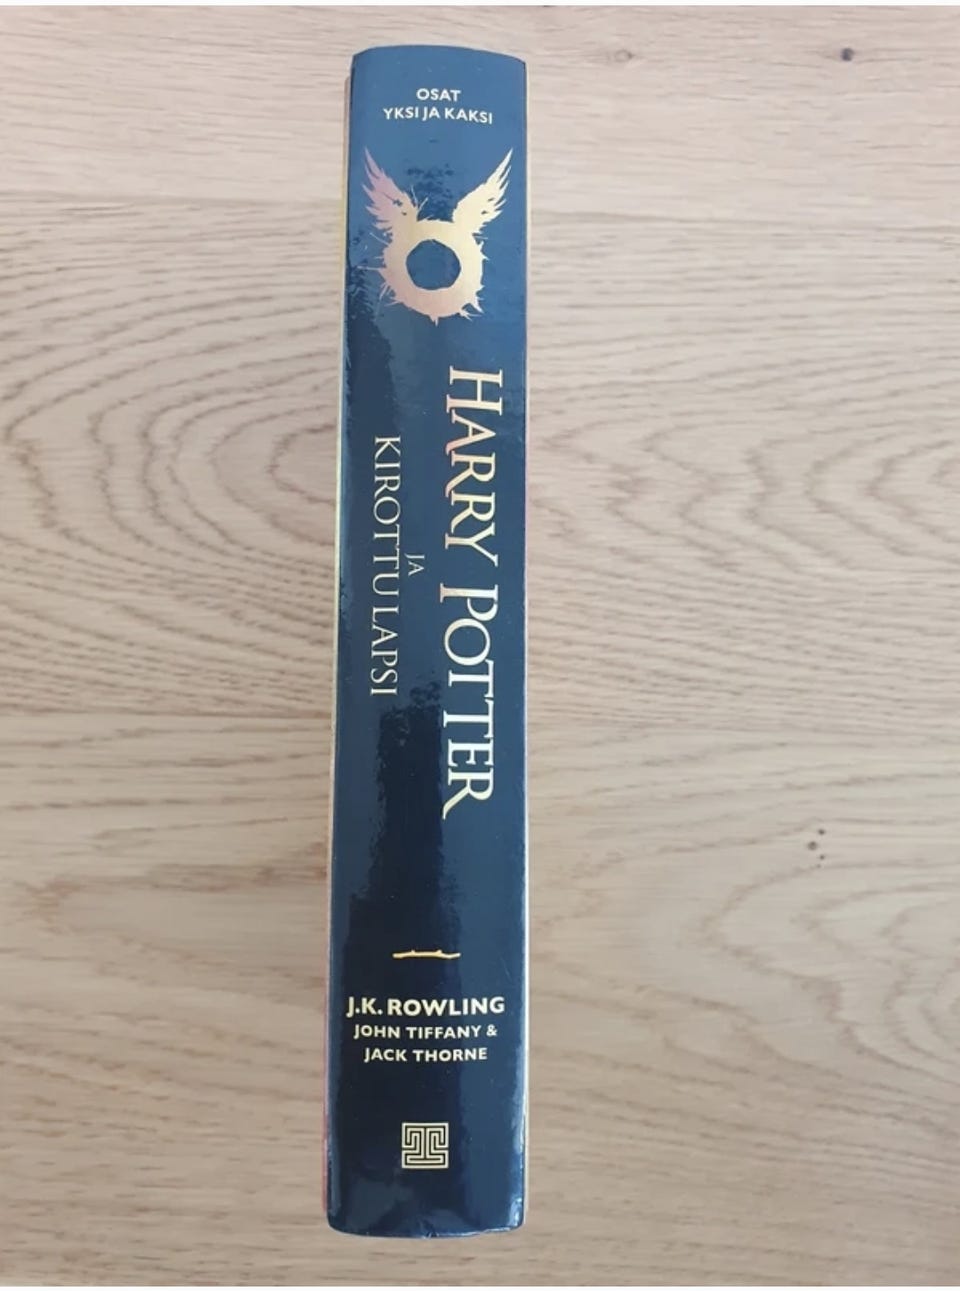 OSAT
YKSI JA KAKSI
HARRY POTTER
JA
KIROTTU LAPSI
J.K. ROWLING
JOHN TIFFANY &
JACK THORNE